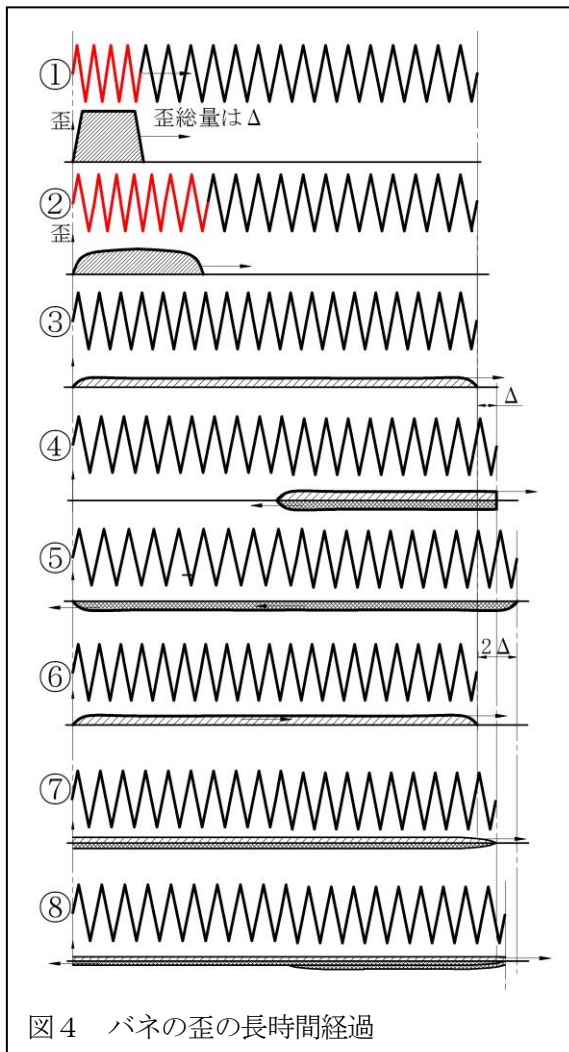 ①
歪
歪総量はΔ
②
歪
③
Δ
④
⑤
2Δ
⑥
⑦
⑧
図4 バネの歪の長時間経過